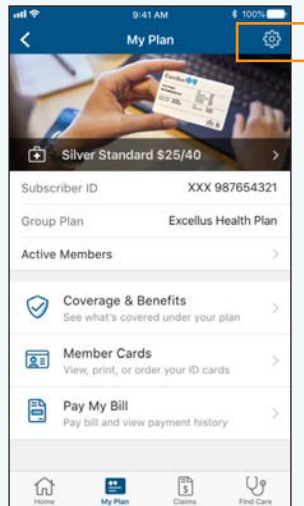 9:41 AM
100%
My Plan
Excellus
Silver Standard $25/40
Subscriber ID XXX 987654321
Group Plan Excellus Health Plan
Active Members
Coverage & Benefits
See what's covered under your plan
Member Cards
View, print, or order your ID cards
Pay My Bill
Pay bill and view payment history
Home My Plan Claims Find Care